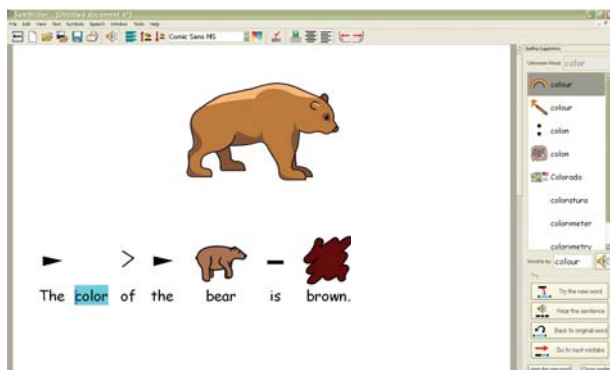 SymWriter - [Untitled document 2*]
File Edit View Text Symbols Speech Window Tools Help
Comic Sans MS
Spelling Suggestions
Unknown Word: color
colour
colour
colon
colon
Colorado
coloratura
colorimeter
colorimetry
Word to try: colour
Try
Try the new word
Hear the sentence
Back to original word
Go to next mistake
The color of the bear is brown.